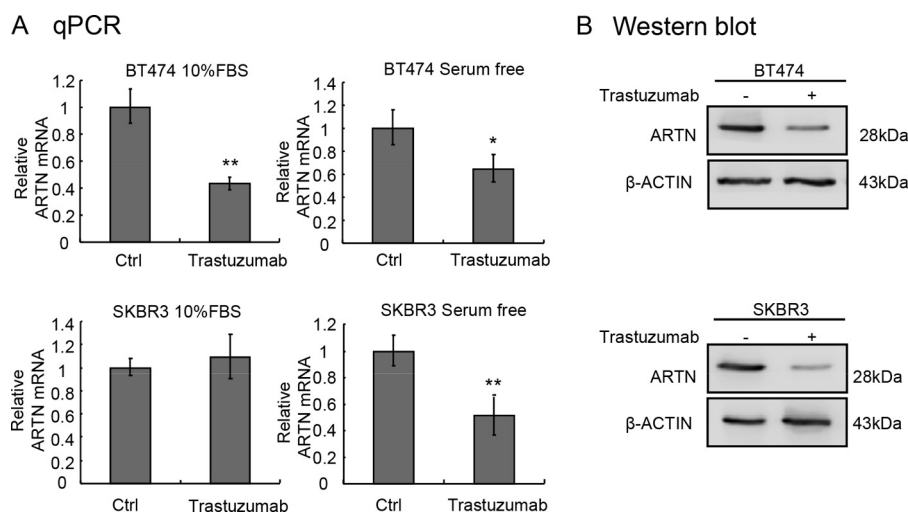 A qPCR
BT474 10%FBS
Relative
ARTN mRNA
1.2
1
0.8
0.6
0.4
0.2
0
**
Ctrl
Trastuzumab
BT474 Serum free
Relative
ARTN mRNA
1.4
1.2
1
0.8
0.6
0.4
0.2
0
*
Ctrl
Trastuzumab
SKBR3 10%FBS
Relative
ARTN mRNA
1.4
1.2
1
0.8
0.6
0.4
0.2
0
Ctrl
Trastuzumab
SKBR3 Serum free
Relative
ARTN mRNA
1.2
1
0.8
0.6
0.4
0.2
0
**
Ctrl
Trastuzumab
B Western blot
BT474
Trastuzumab - +
ARTN 28kDa
β-ACTIN 43kDa
SKBR3
Trastuzumab - +
ARTN 28kDa
β-ACTIN 43kDa